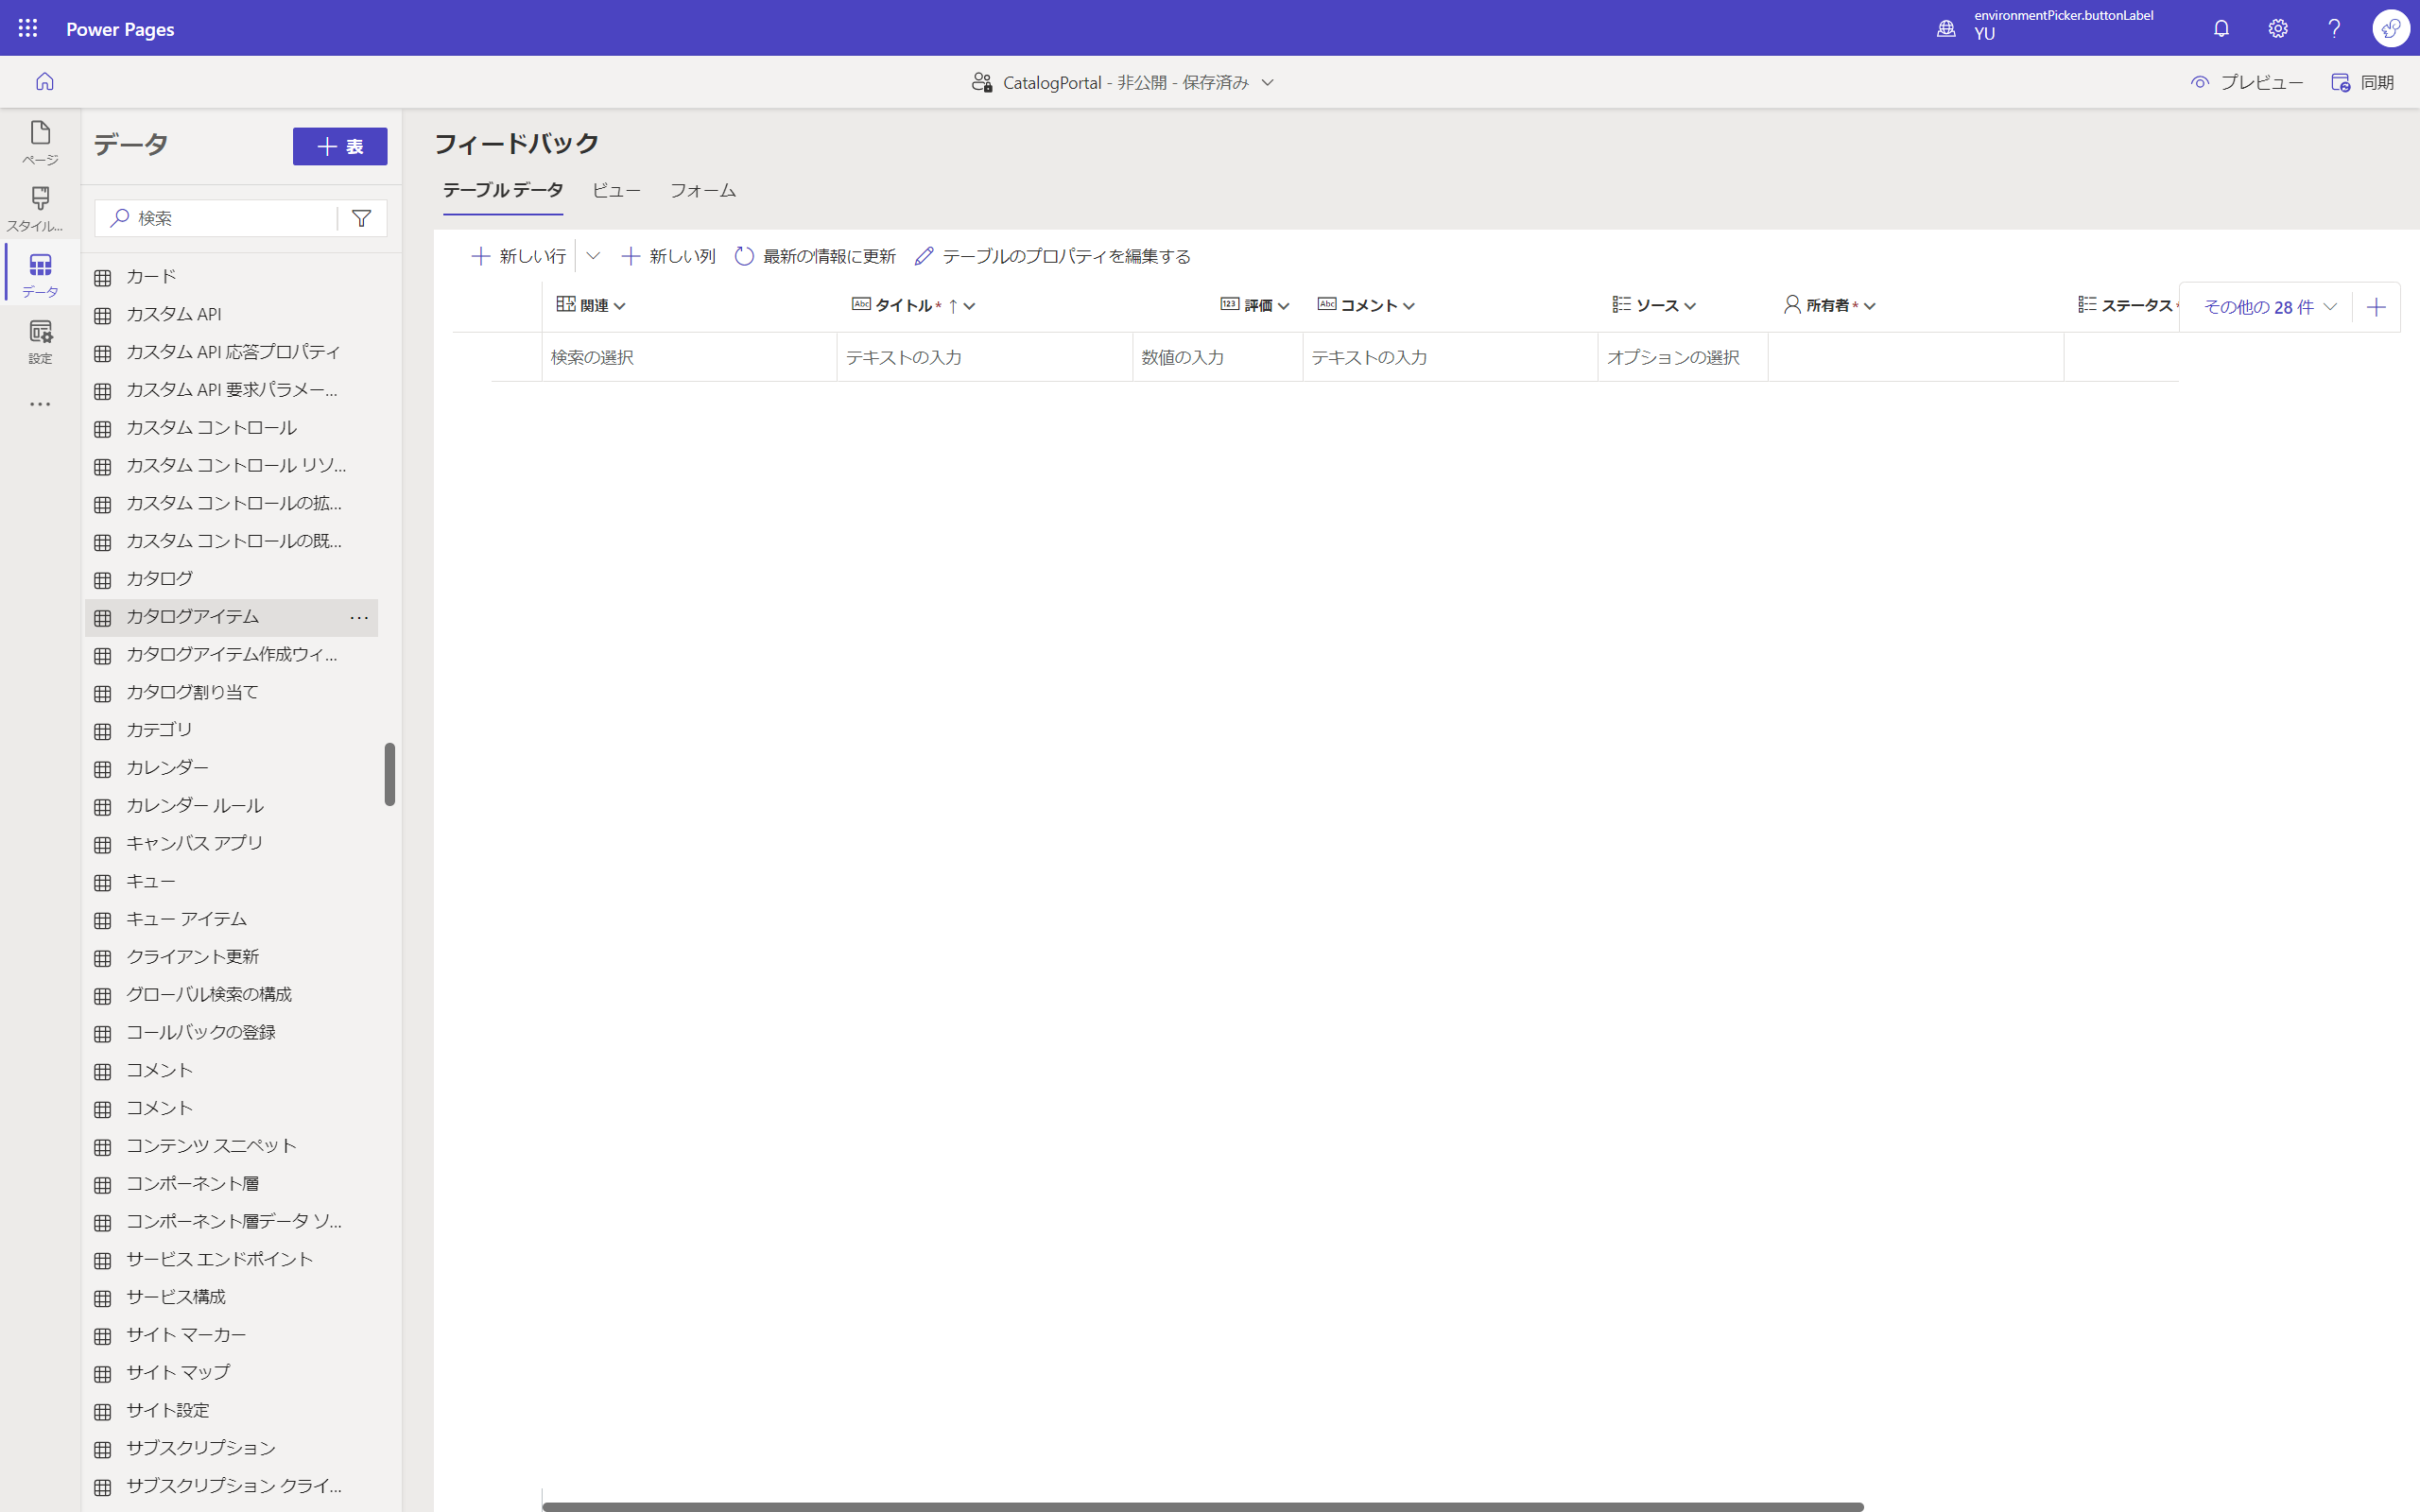 Power Pages
environmentPicker.buttonLabel
YU
CatalogPortal - 非公開 - 保存済み
プレビュー
同期
ページ
スタイル...
データ
設定
データ
表
検索
カード
カスタム API
カスタム API 応答プロパティ
カスタム API 要求パラメー...
カスタム コントロール
カスタム コントロール リソ...
カスタム コントロールの拡...
カスタム コントロールの既...
カタログ
カタログアイテム
カタログアイテム作成ウィ...
カタログ割り当て
カテゴリ
カレンダー
カレンダー ルール
キャンバス アプリ
キュー
キュー アイテム
クライアント更新
グローバル検索の構成
コールバックの登録
コメント
コメント
コンテンツ スニペット
コンポーネント層
コンポーネント層データ ソ...
サービス エンドポイント
サービス構成
サイト マーカー
サイト マップ
サイト設定
サブスクリプション
サブスクリプション クライ...
フィードバック
テーブル データ ビュー フォーム
新しい行 新しい列 最新の情報に更新 テーブルのプロパティを編集する
関連 タイトル * ↑ 評価 コメント ソース 所有者 * ステータス * その他の 28 件
検索の選択 テキストの入力 数値の入力 テキストの入力 オプションの選択